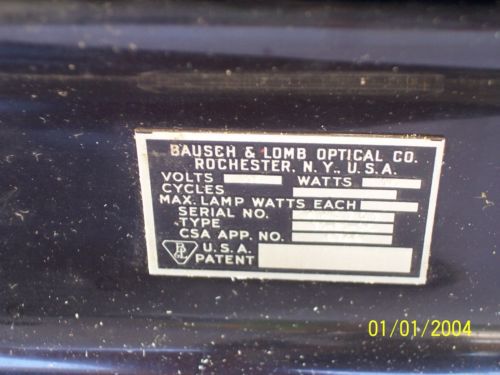 BAUSCH & LOMB OPTICAL CO.
ROCHESTER, N.Y., U.S.A.
VOLTS WATTS
CYCLES
MAX. LAMP WATTS EACH
SERIAL NO.
TYPE
CSA APP. NO.
B L U.S.A.
PATENT
01/01/2004